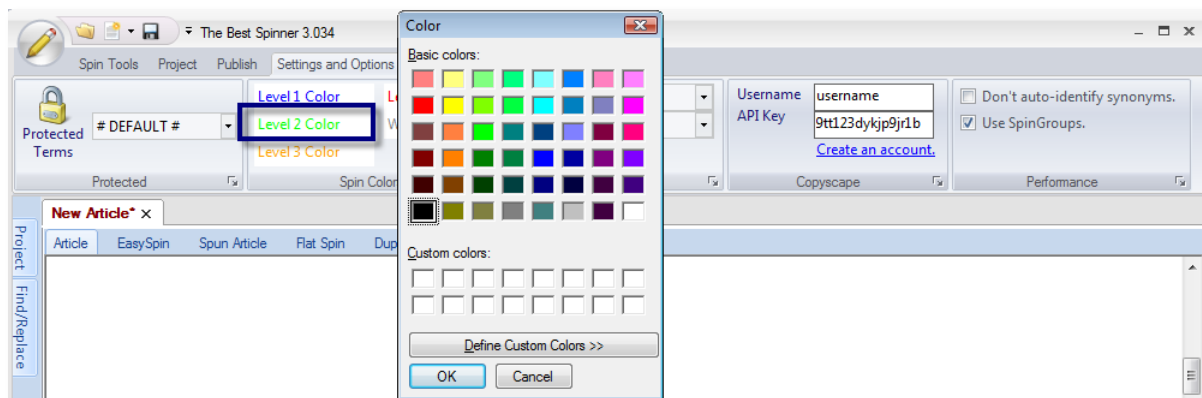 The Best Spinner 3.034
Color
Spin Tools Project Publish Settings and Options
Basic colors:
Protected
Terms
# DEFAULT #
Level 1 Color
Level 2 Color
Level 3 Color
Username username
API Key 9tt123dykjp9jr1b
Create an account.
Don't auto-identify synonyms.
Use SpinGroups.
Protected
Copyscape
Performance
New Article* x
Article EasySpin Spun Article Flat Spin
Project
Find/Replace
Custom colors:
Define Custom Colors >>
OK Cancel